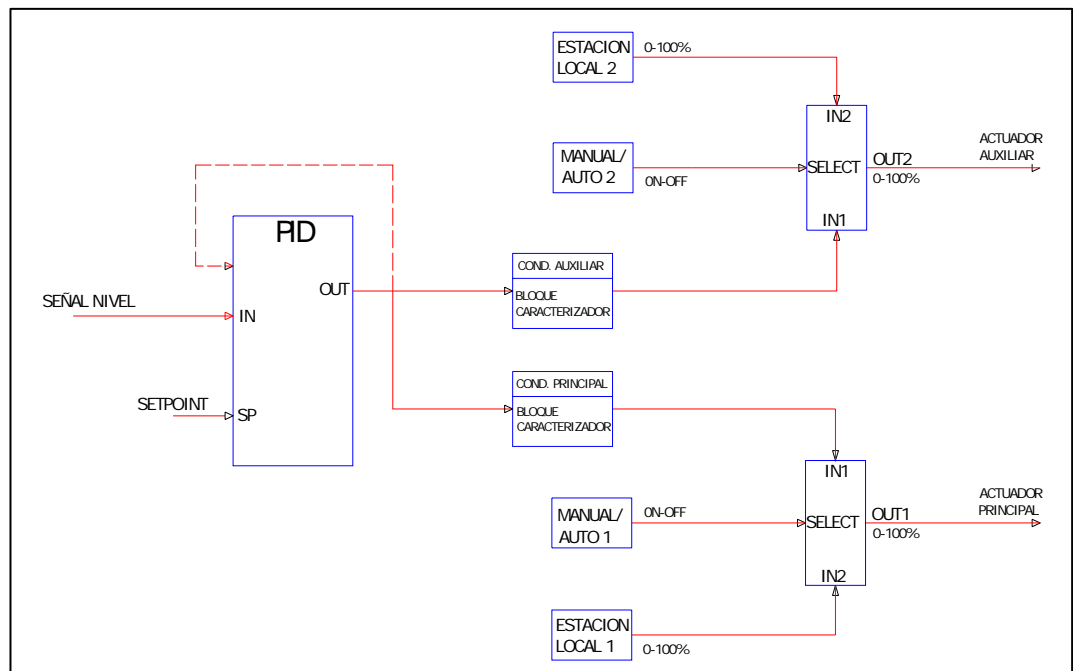 ESTACION
LOCAL 2
0-100%
IN2
MANUAL/
AUTO 2
0N-OFF
SELECT
OUT2
0-100%
ACTUADOR
AUXILIAR
IN1
PID
OUT
SEÑAL NIVEL
IN
SETPOINT
SP
COND. AUXILIAR
BLOQUE
CARACTERIZADOR
COND. PRINCIPAL
BLOQUE
CARACTERIZADOR
IN1
MANUAL/
AUTO 1
0N-OFF
SELECT
OUT1
0-100%
ACTUADOR
PRINCIPAL
IN2
ESTACION
LOCAL 1
0-100%